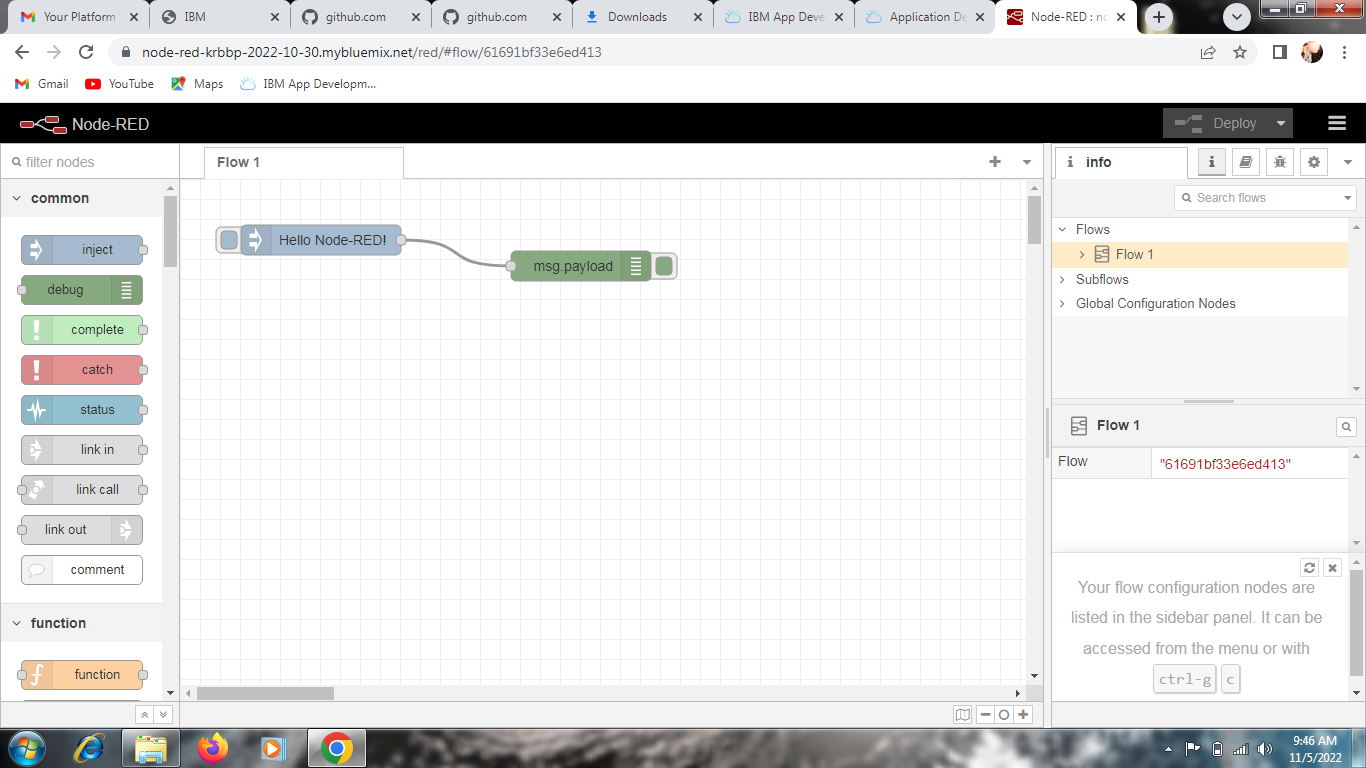 Your Platform
IBM
github.com
github.com
Downloads
IBM App Deve
Application De
Node-RED : no
node-red-krbbp-2022-10-30.mybluemix.net/red/#flow/61691bf33e6ed413
Gmail
YouTube
Maps
IBM App Developm...
Node-RED
Deploy
filter nodes
Flow 1
info
common
Search flows
inject
Hello Node-RED!
msg.payload
Flows
Flow 1
Subflows
Global Configuration Nodes
debug
complete
catch
status
link in
link call
link out
comment
function
function
Flow 1
Flow
"61691bf33e6ed413"
Your flow configuration nodes are
listed in the sidebar panel. It can be
accessed from the menu or with
ctrl-g c
9:46 AM
11/5/2022